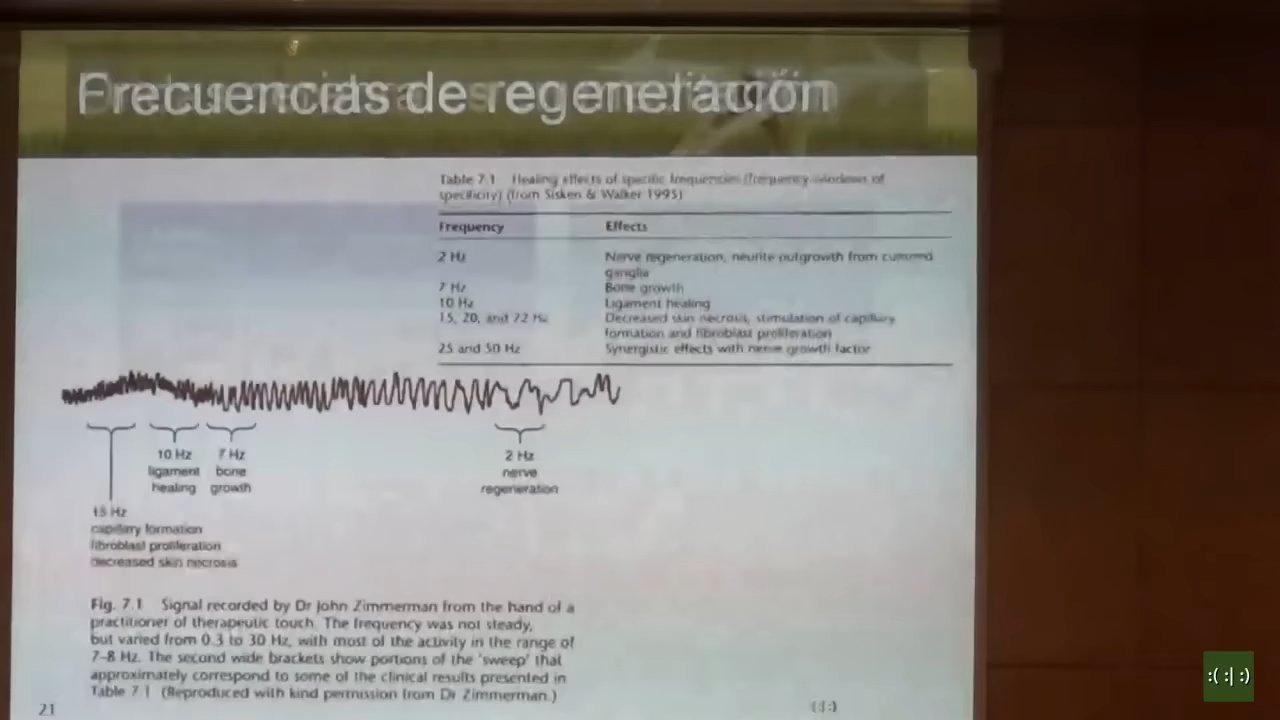 Frecuencias de regeneración
Table 7.1 Healing effects of specific frequencies (frequency windows of
specificity) (from Sisken & Walker 1995)
Frequency Effects
2 Hz Nerve regeneration, neurite outgrowth from cultured
ganglia
7 Hz Bone growth
10 Hz Ligament healing
15, 20, and 72 Hz Decreased skin necrosis, stimulation of capillary
formation and fibroblast proliferation
25 and 50 Hz Synergistic effects with nerve growth factor
10 Hz
ligament
healing
7 Hz
bone
growth
2 Hz
nerve
regeneration
15 Hz
capillary formation
fibroblast proliferation
decreased skin necrosis
Fig. 7.1 Signal recorded by Dr John Zimmerman from the hand of a
practitioner of therapeutic touch. The frequency was not steady,
but varied from 0.3 to 30 Hz, with most of the activity in the range of
7–8 Hz. The second wide brackets show portions of the 'sweep' that
approximately correspond to some of the clinical results presented in
Table 7.1 (Reproduced with kind permission from Dr Zimmerman.)
21
:(:|:)